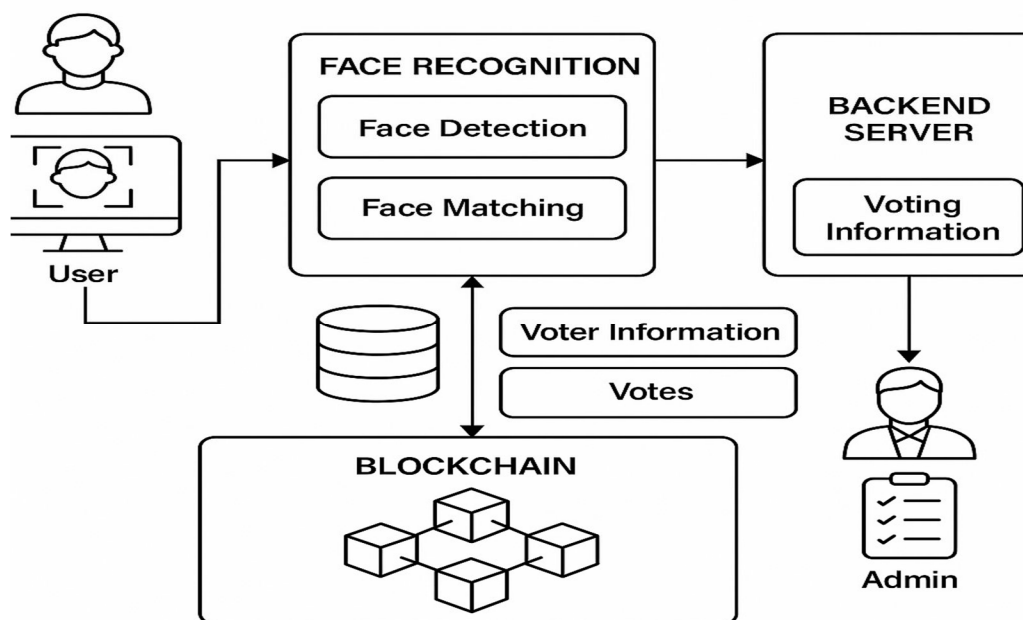 FACE RECOGNITION
Face Detection
Face Matching
BACKEND
SERVER
Voting
Information
User
Voter Information
Votes
BLOCKCHAIN
Admin